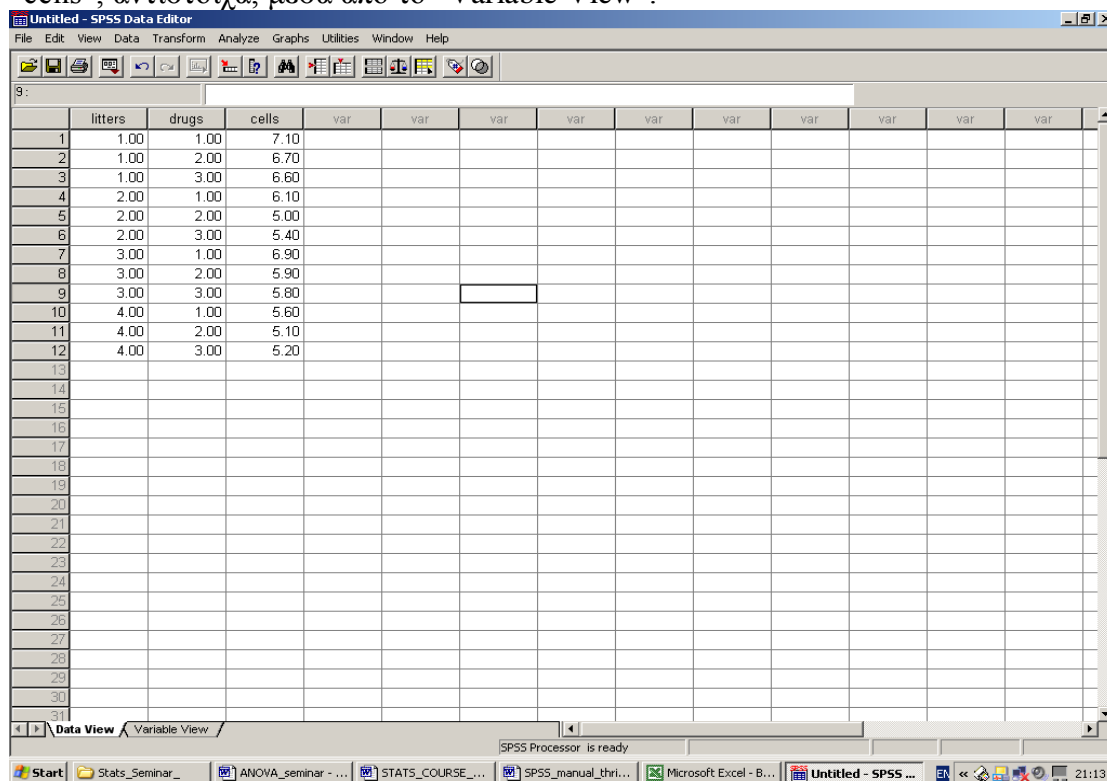 "cells", αντίστοιχα, μέσα από το "Variable View".
Untitled - SPSS Data Editor
File Edit View Data Transform Analyze Graphs Utilities Window Help
9 :
litters drugs cells var var var var var var var var var var
1 1.00 1.00 7.10
2 1.00 2.00 6.70
3 1.00 3.00 6.60
4 2.00 1.00 6.10
5 2.00 2.00 5.00
6 2.00 3.00 5.40
7 3.00 1.00 6.90
8 3.00 2.00 5.90
9 3.00 3.00 5.80
10 4.00 1.00 5.60
11 4.00 2.00 5.10
12 4.00 3.00 5.20
13
14
15
16
17
18
19
20
21
22
23
24
25
26
27
28
29
30
31
Data View Variable View
SPSS Processor is ready
Start Stats_Seminar_ ANOVA_seminar - ... STATS_COURSE_... SPSS_manual_thri... Microsoft Excel - B... Untitled - SPSS ... EN « 21:13